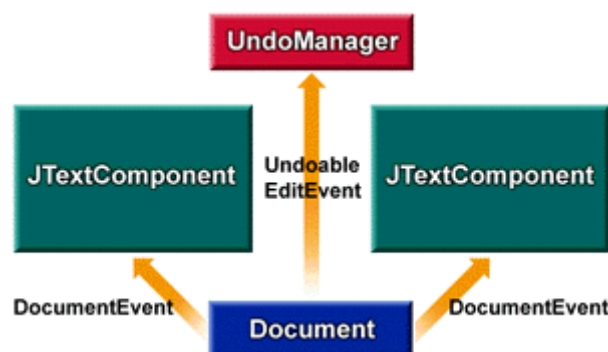 UndoManager
JTextComponent
Undoable
EditEvent
JTextComponent
DocumentEvent
Document
DocumentEvent